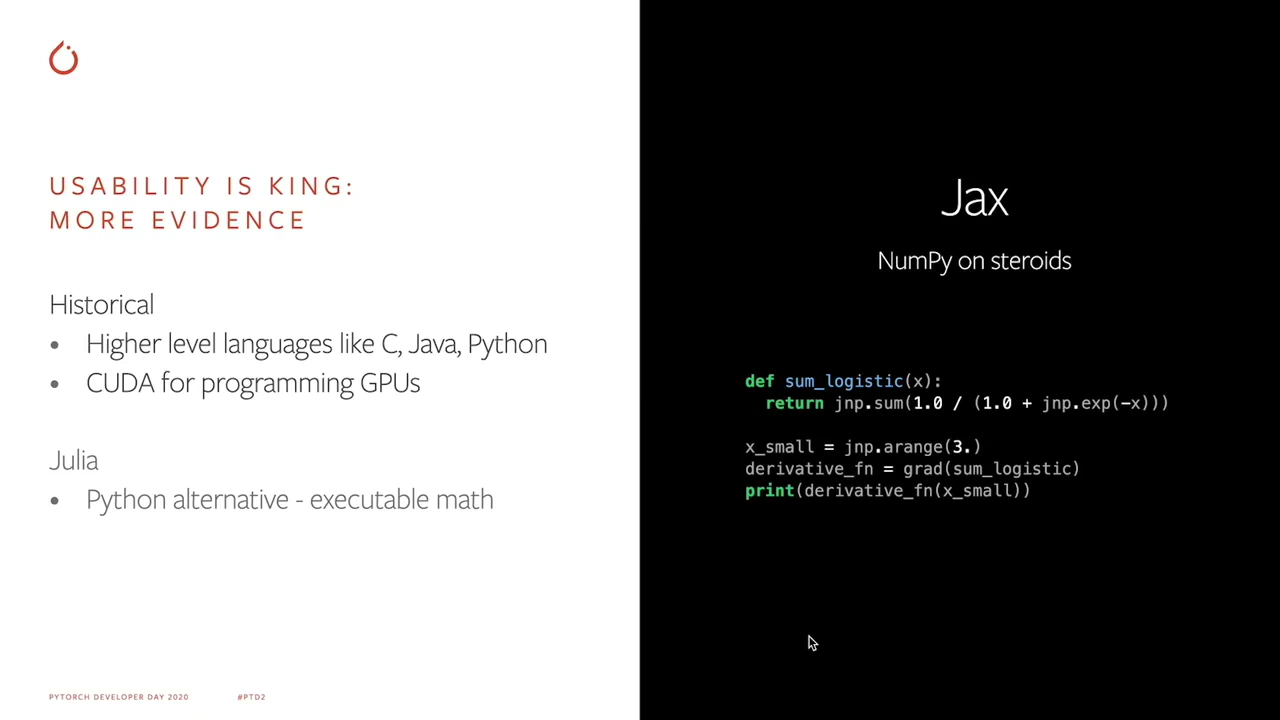 USABILITY IS KING:
MORE EVIDENCE
Historical
• Higher level languages like C, Java, Python
• CUDA for programming GPUs
Julia
• Python alternative - executable math
PYTORCH DEVELOPER DAY 2020 #PTD2
Jax
NumPy on steroids
def sum_logistic(x):
  return jnp.sum(1.0 / (1.0 + jnp.exp(-x)))
x_small = jnp.arange(3.)
derivative_fn = grad(sum_logistic)
print(derivative_fn(x_small))